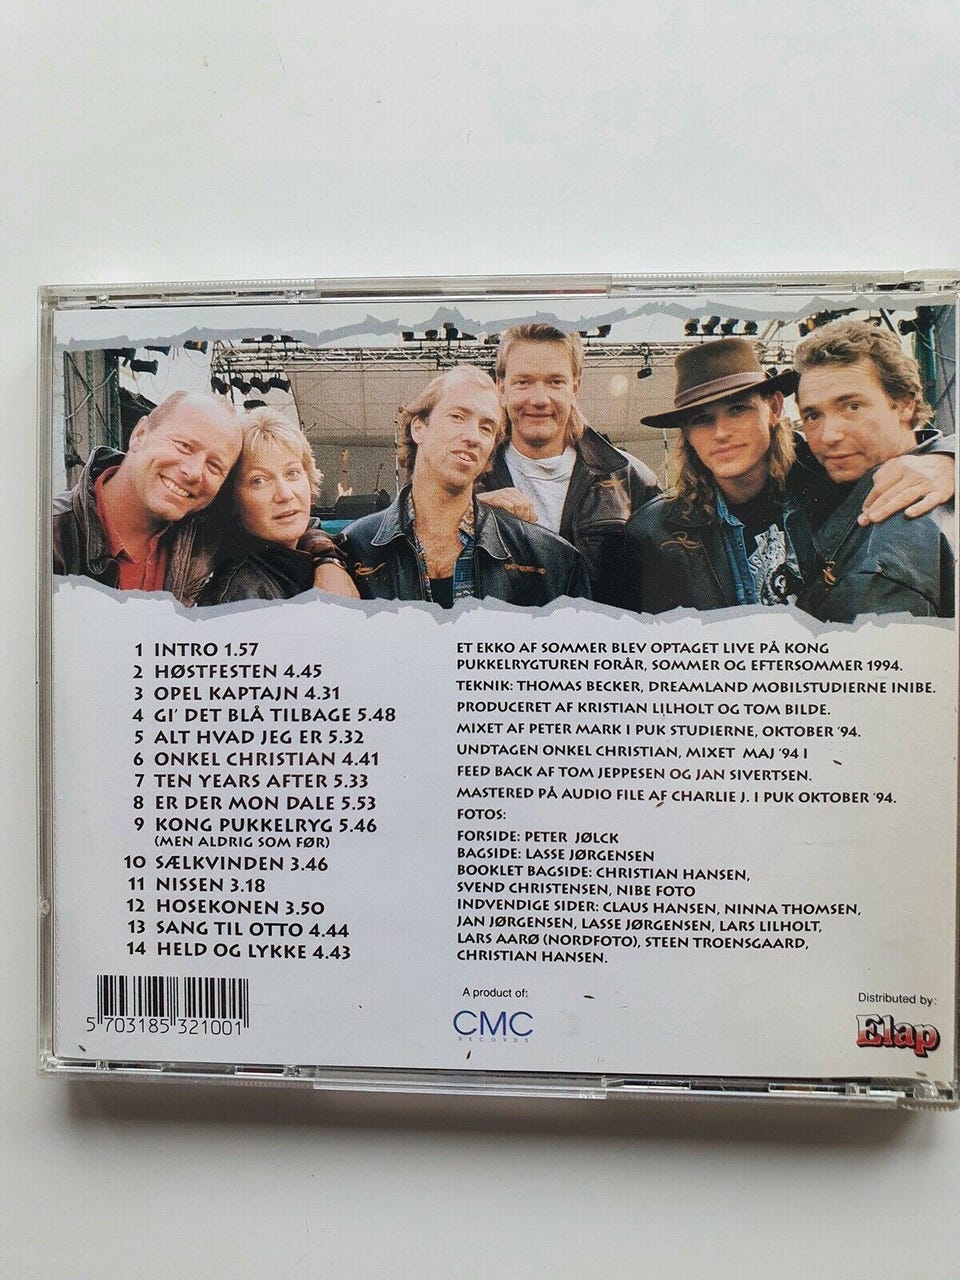 1 INTRO 1.57
2 HØSTFESTEN 4.45
3 OPEL KAPTAJN 4.31
4 GI' DET BLÅ TILBAGE 5.48
5 ALT HVAD JEG ER 5.32
6 ONKEL CHRISTIAN 4.41
7 TEN YEARS AFTER 5.33
8 ER DER MON DALE 5.53
9 KONG PUKKELRYG 5.46
(MEN ALDRIG SOM FØR)
10 SÆLKVINDEN 3.46
11 NISSEN 3.18
12 HOSEKONEN 3.50
13 SANG TIL OTTO 4.44
14 HELD OG LYKKE 4.43
ET EKKO AF SOMMER BLEV OPTAGET LIVE PÅ KONG
PUKKELRYGTUREN FORÅR, SOMMER OG EFTERSOMMER 1994.
TEKNIK: THOMAS BECKER, DREAMLAND MOBILSTUDIERNE INIBE.
PRODUCERET AF KRISTIAN LILHOLT OG TOM BILDE.
MIXET AF PETER MARK I PUK STUDIERNE, OKTOBER '94.
UNDTAGEN ONKEL CHRISTIAN, MIXET MAJ '94 I
FEED BACK AF TOM JEPPESEN OG JAN SIVERTSEN.
MASTERED PÅ AUDIO FILE AF CHARLIE J. I PUK OKTOBER '94.
FOTOS:
FORSIDE: PETER JØLCK
BAGSIDE: LASSE JØRGENSEN
BOOKLET BAGSIDE: CHRISTIAN HANSEN,
SVEND CHRISTENSEN, NIBE FOTO
INDVENDIGE SIDER: CLAUS HANSEN, NINNA THOMSEN,
JAN JØRGENSEN, LASSE JØRGENSEN, LARS LILHOLT,
LARS AARØ (NORDFOTO), STEEN TROENSGAARD,
CHRISTIAN HANSEN.
5 703185 321001
A product of:
CMC
RECORDS
Distributed by:
Elap